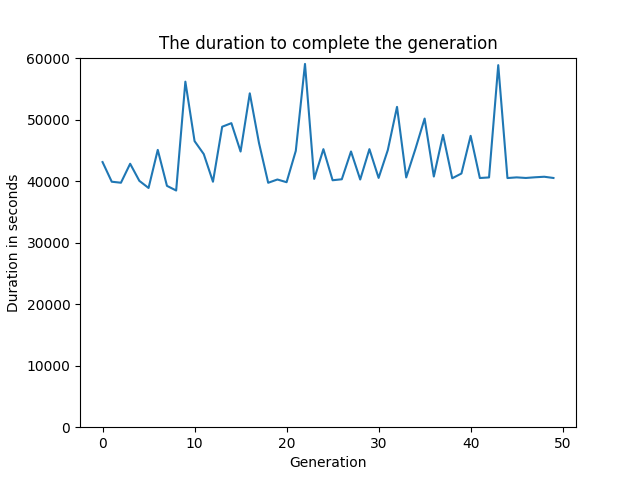 The duration to complete the generation
60000
50000
40000
30000
20000
10000
0
Duration in seconds
0 10 20 30 40 50
Generation